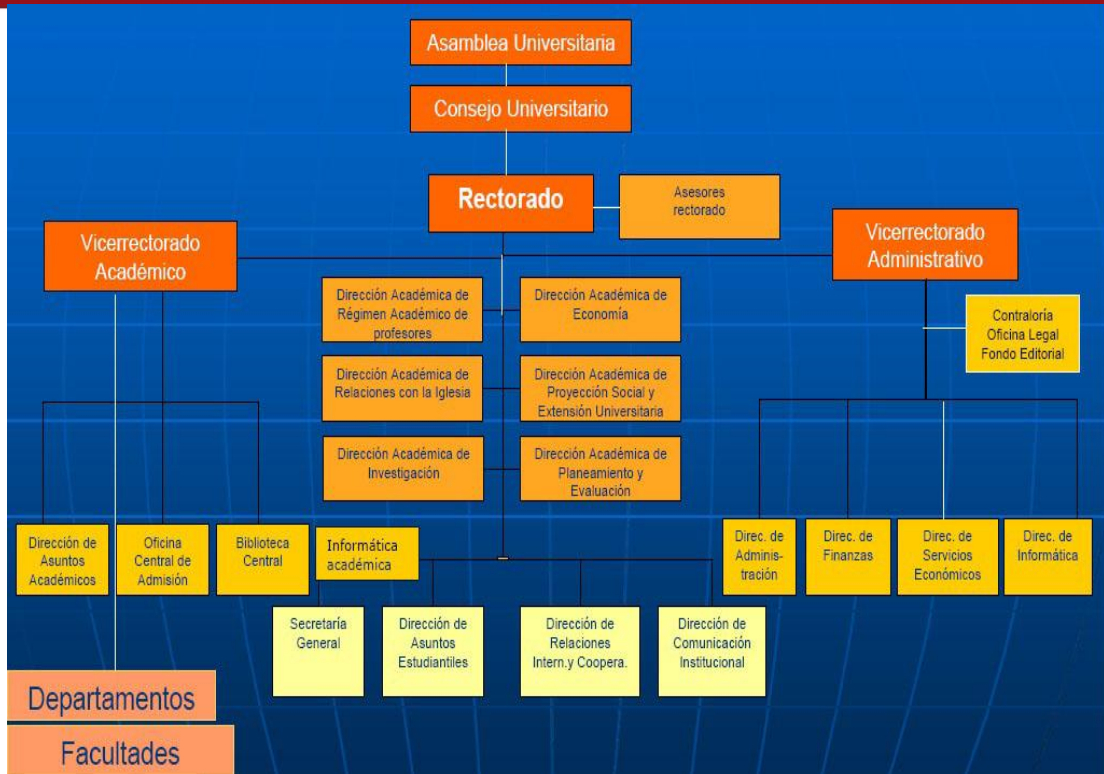 Asamblea Universitaria
Consejo Universitario
Rectorado
Asesores
rectorado
Vicerrectorado
Académico
Vicerrectorado
Administrativo
Dirección Académica de
Régimen Académico de
profesores
Dirección Académica de
Economía
Contraloría
Oficina Legal
Fondo Editorial
Dirección Académica de
Relaciones con la Iglesia
Dirección Académica de
Proyección Social y
Extensión Universitaria
Dirección Académica de
Investigación
Dirección Académica de
Planeamiento y
Evaluación
Dirección de
Asuntos
Académicos
Oficina
Central de
Admisión
Biblioteca
Central
Informática
académica
Direc. de
Adminis-
tración
Direc. de
Finanzas
Direc. de
Servicios
Económicos
Direc. de
Informática
Secretaría
General
Dirección de
Asuntos
Estudiantiles
Dirección de
Relaciones
Intern.y Coopera.
Dirección de
Comunicación
Institucional
Departamentos
Facultades